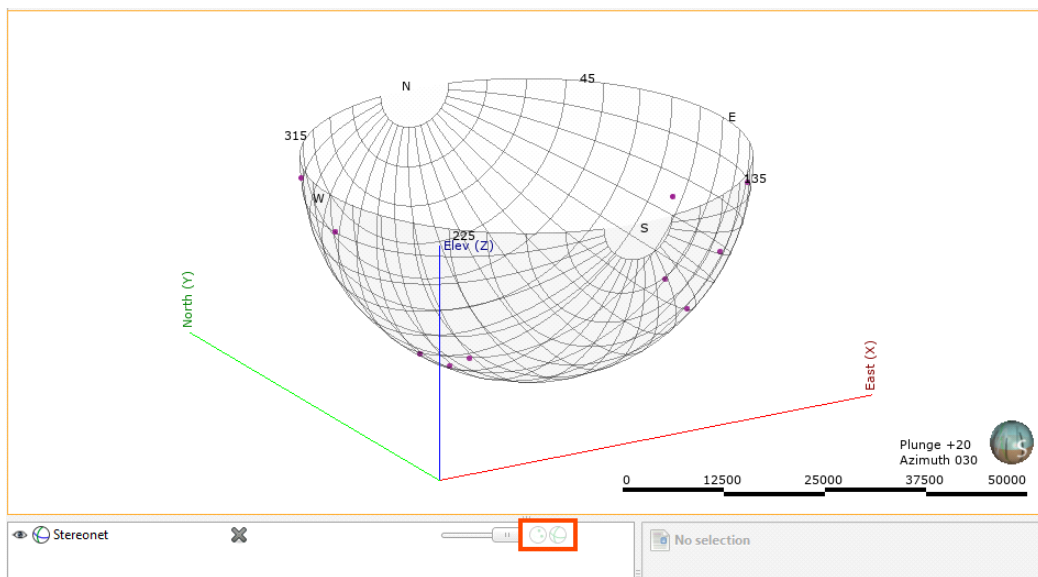 N
45
E
315
135
W
S
225
Elev (Z)
North (Y)
East (X)
Plunge +20
Azimuth 030
S
0 12500 25000 37500 50000
Stereonet
No selection